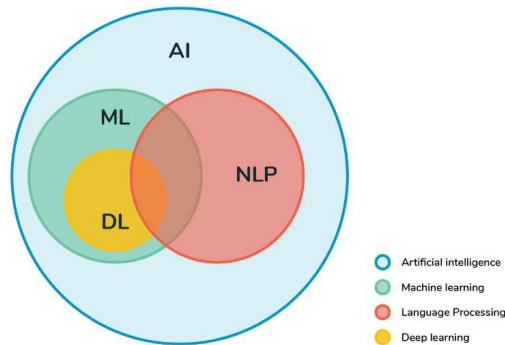 AI
ML
NLP
DL
Artificial intelligence
Machine learning
Language Processing
Deep learning